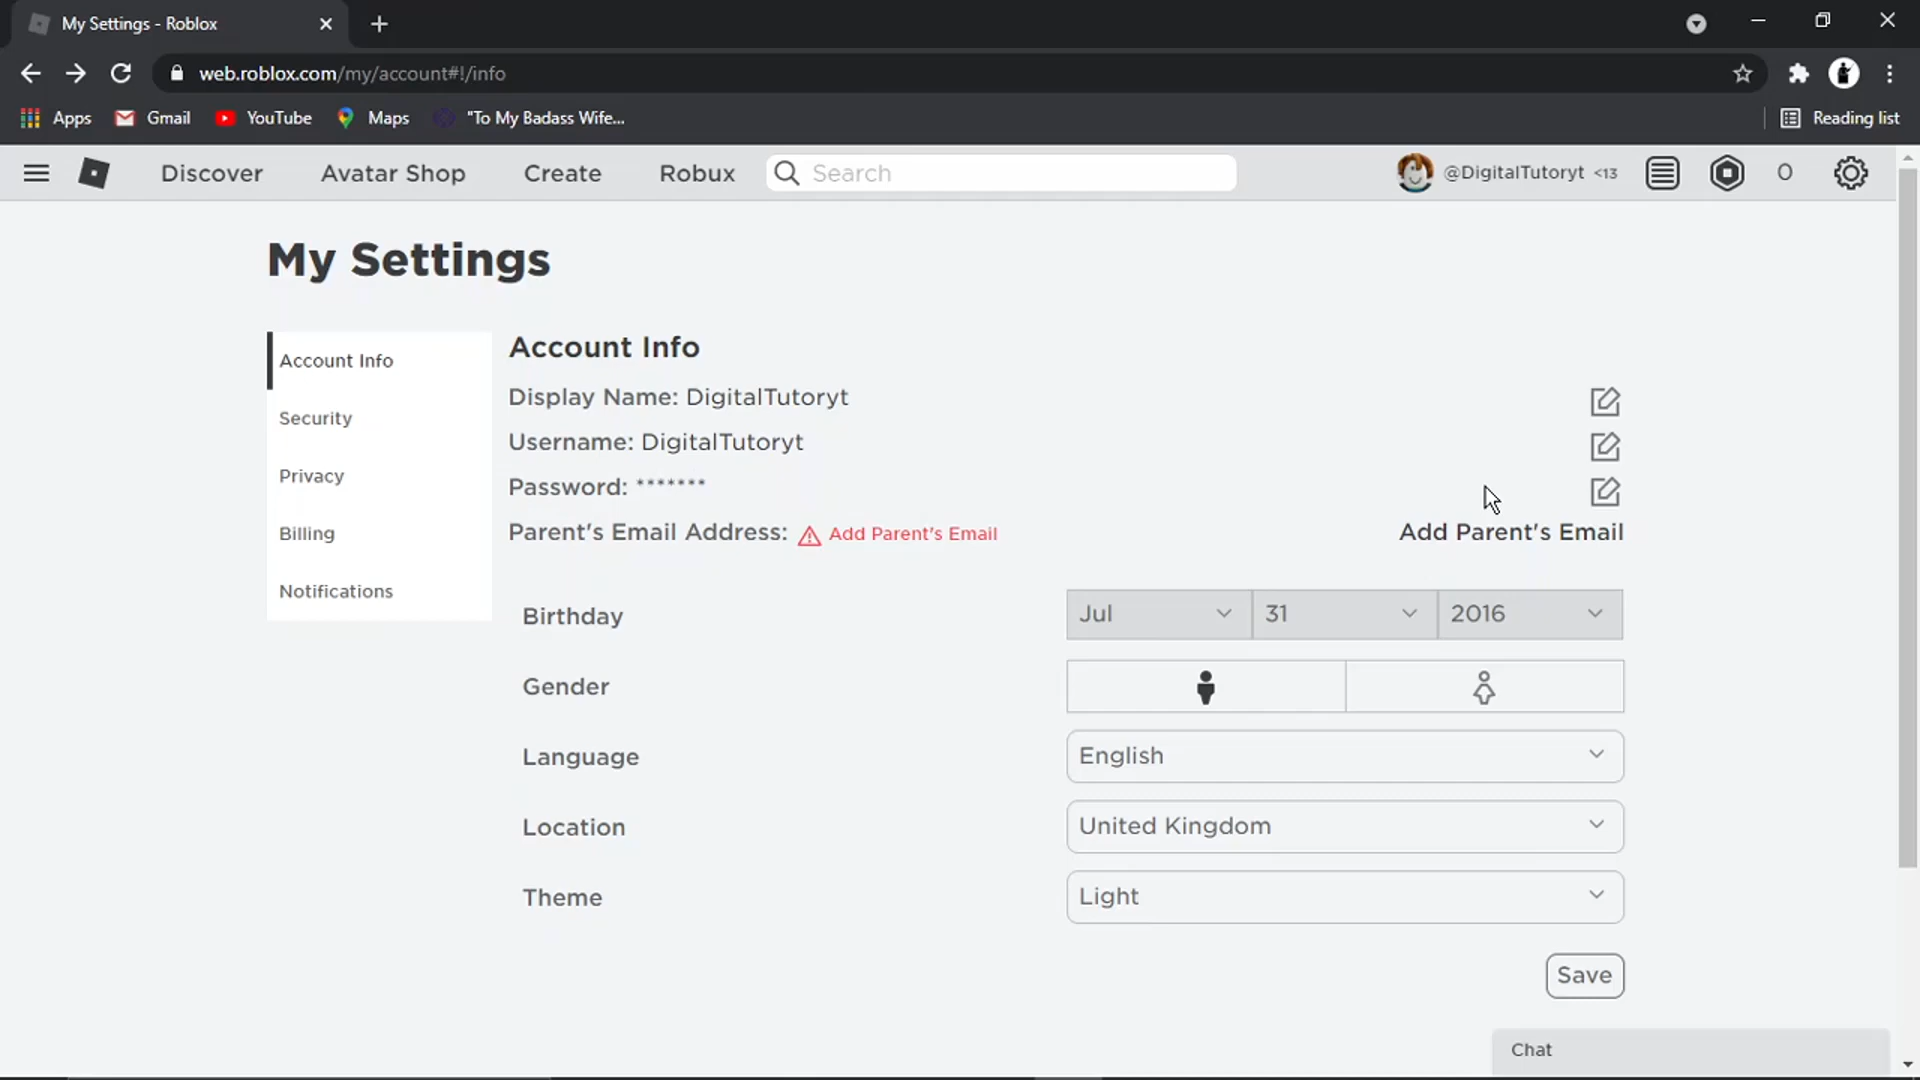 My Settings - Roblox
web.roblox.com/my/account#!/info
Apps Gmail YouTube Maps "To My Badass Wife... Reading list
Discover Avatar Shop Create Robux Search @DigitalTutoryt <13 0
My Settings
Account Info
Security
Privacy
Billing
Notifications
Account Info
Display Name: DigitalTutoryt
Username: DigitalTutoryt
Password: *******
Parent's Email Address: Add Parent's Email Add Parent's Email
Birthday Jul 31 2016
Gender
Language English
Location United Kingdom
Theme Light
Save
Chat